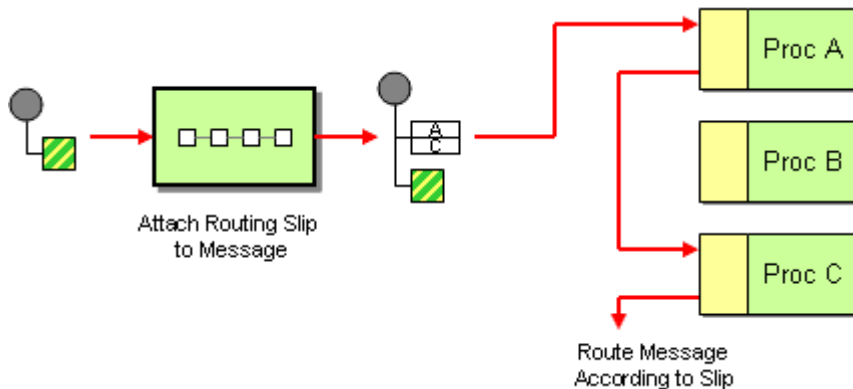 Proc A
A
C
Proc B
Attach Routing Slip
to Message
Proc C
Route Message
According to Slip